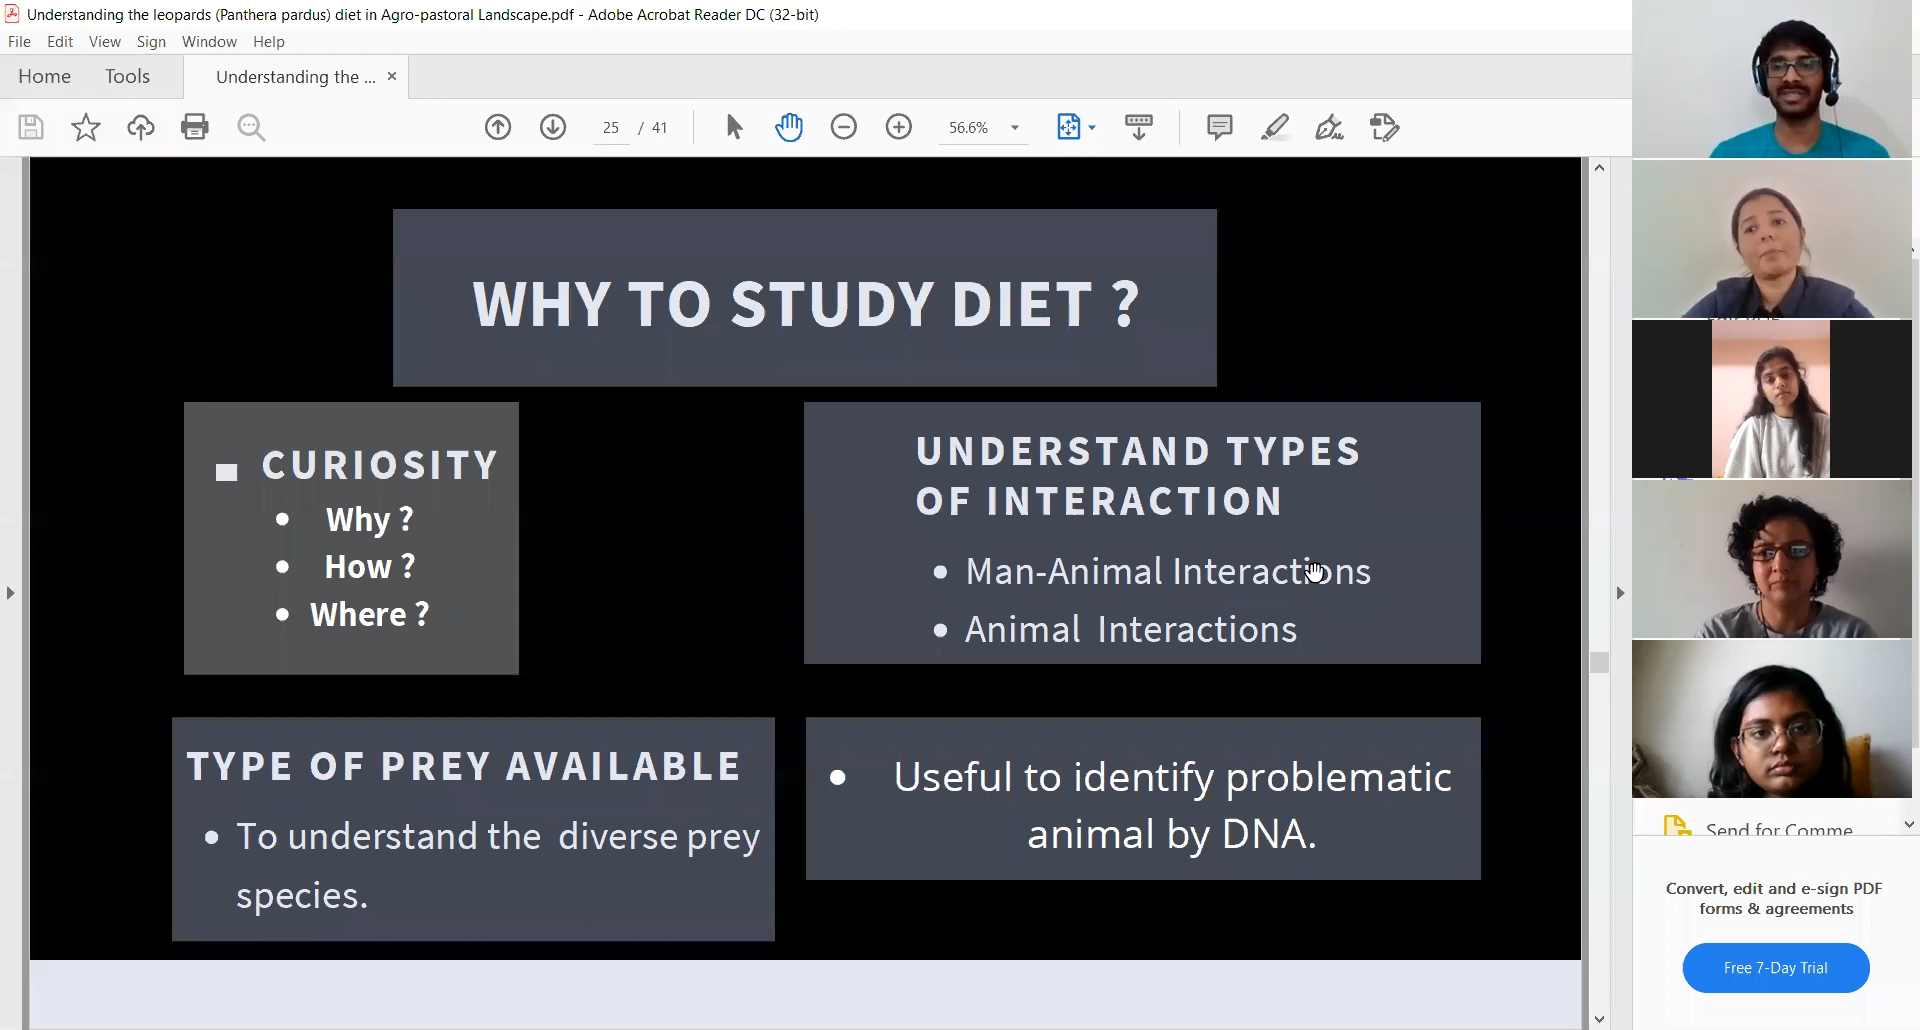 Understanding the leopards (Panthera pardus) diet in Agro-pastoral Landscape.pdf - Adobe Acrobat Reader DC (32-bit)
File Edit View Sign Window Help
Home Tools Understanding the ... ×
25 / 41 56.6%
WHY TO STUDY DIET ?
CURIOSITY
Why ?
How ?
Where ?
UNDERSTAND TYPES
OF INTERACTION
Man-Animal Interactions
Animal Interactions
TYPE OF PREY AVAILABLE
To understand the diverse prey
species.
Useful to identify problematic
animal by DNA.
Send for Comme
Convert, edit and e-sign PDF
forms & agreements
Free 7-Day Trial